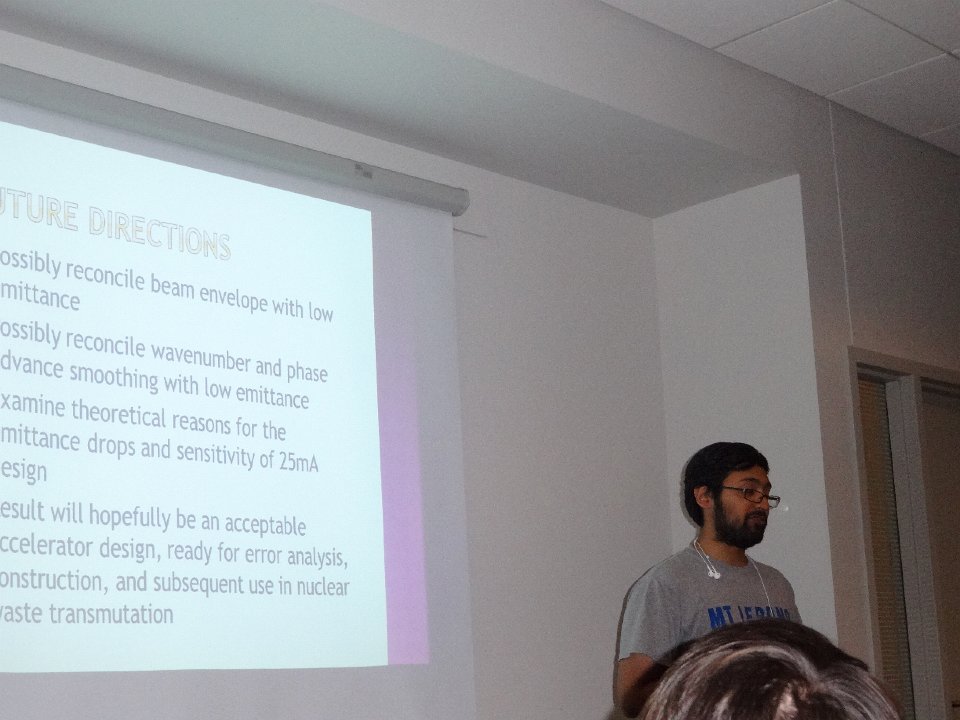 UTURE DIRECTIONS
ossibly reconcile beam envelope with low
mittance
ossibly reconcile wavenumber and phase
dvance smoothing with low emittance
xamine theoretical reasons for the
mittance drops and sensitivity of 25mA
esign
esult will hopefully be an acceptable
ccelerator design, ready for error analysis,
onstruction, and subsequent use in nuclear
waste transmutation
MT